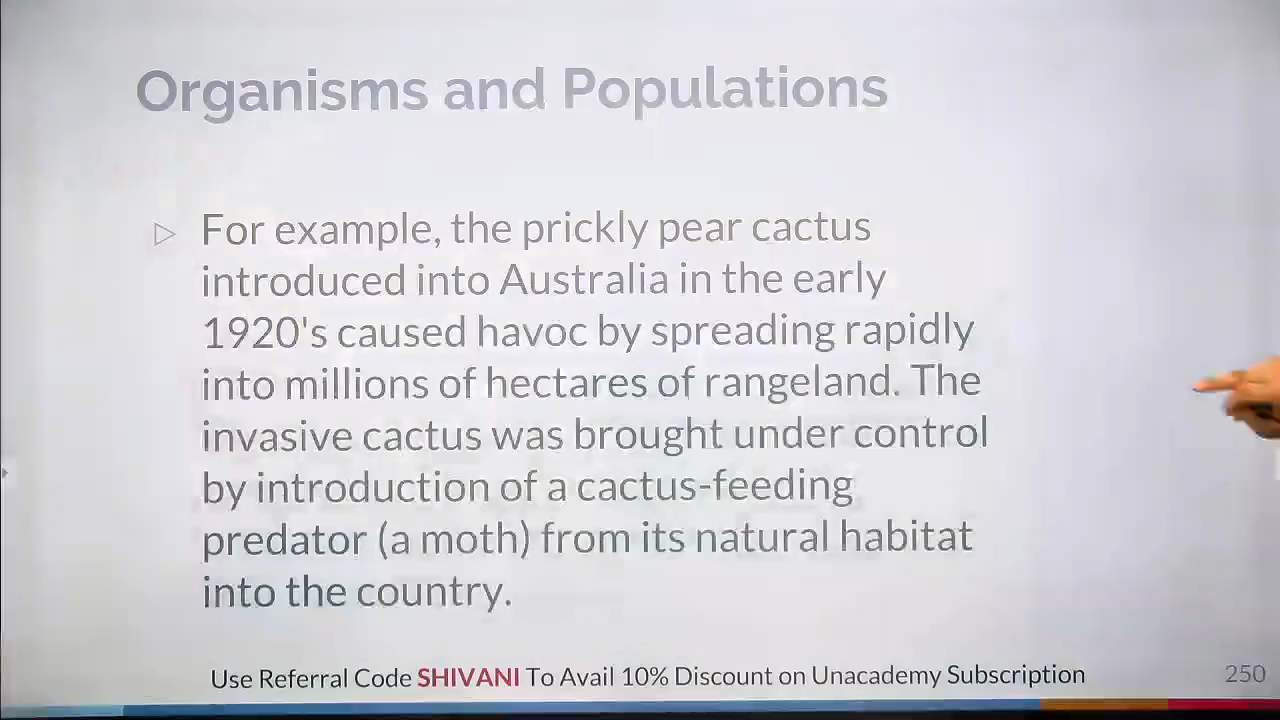 Organisms and Populations
▷ For example, the prickly pear cactus
introduced into Australia in the early
1920's caused havoc by spreading rapidly
into millions of hectares of rangeland. The
invasive cactus was brought under control
by introduction of a cactus-feeding
predator (a moth) from its natural habitat
into the country.
Use Referral Code SHIVANI To Avail 10% Discount on Unacademy Subscription
250